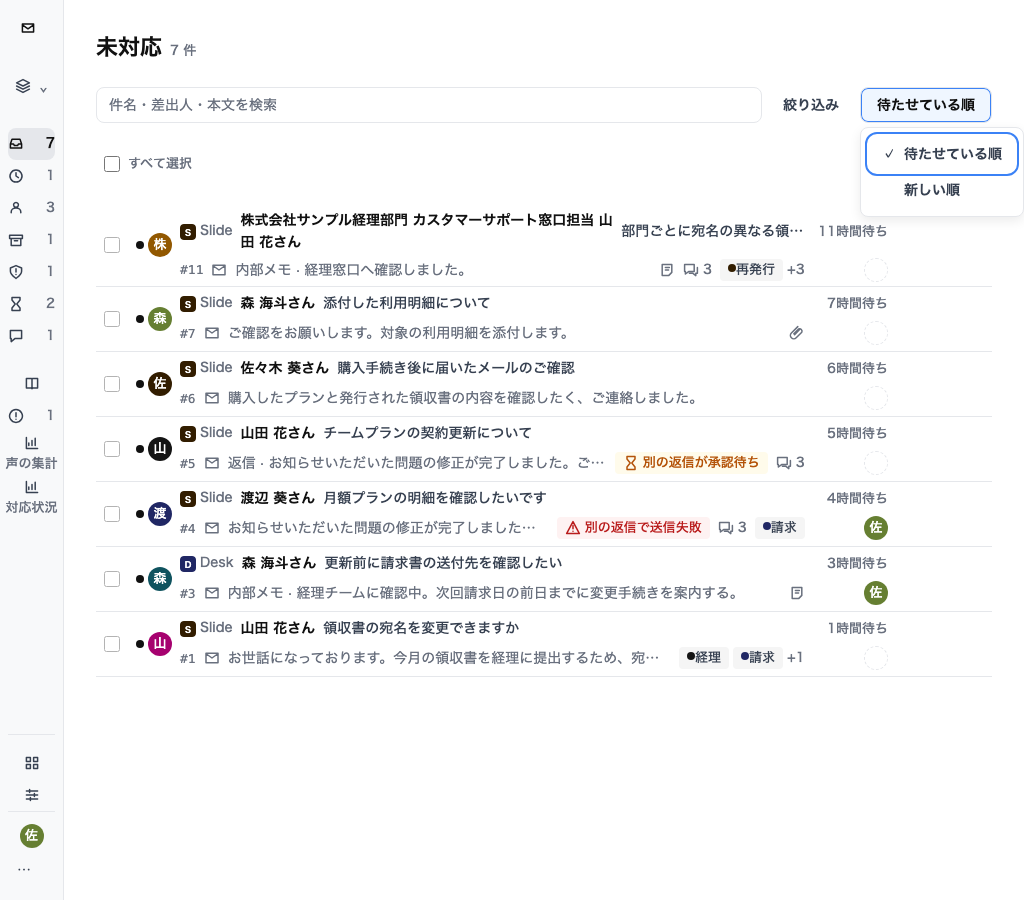 未対応 7 件
件名・差出人・本文を検索
絞り込み
待たせている順
✓ 待たせている順
新しい順
すべて選択
7
1
3
1
1
2
1
1
声の集計
対応状況
佐
…
株 S Slide 株式会社サンプル経理部門 カスタマーサポート窓口担当 山
田 花さん
部門ごとに宛名の異なる領… 11時間待ち
#11 内部メモ · 経理窓口へ確認しました。 3 再発行 +3
森 S Slide 森 海斗さん 添付した利用明細について 7時間待ち
#7 ご確認をお願いします。対象の利用明細を添付します。
佐 S Slide 佐々木 葵さん 購入手続き後に届いたメールのご確認 6時間待ち
#6 購入したプランと発行された領収書の内容を確認したく、ご連絡しました。
山 S Slide 山田 花さん チームプランの契約更新について 5時間待ち
#5 返信 · お知らせいただいた問題の修正が完了しました。ご… 別の返信が承認待ち 3
渡 S Slide 渡辺 葵さん 月額プランの明細を確認したいです 4時間待ち
#4 お知らせいただいた問題の修正が完了しました… 別の返信で送信失敗 3 請求 佐
森 D Desk 森 海斗さん 更新前に請求書の送付先を確認したい 3時間待ち
#3 内部メモ · 経理チームに確認中。次回請求日の前日までに変更手続きを案内する。 佐
山 S Slide 山田 花さん 領収書の宛名を変更できますか 1時間待ち
#1 お世話になっております。今月の領収書を経理に提出するため、宛… 経理 請求 +1